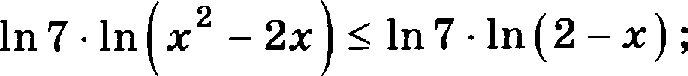 ln 7 · ln(x² − 2x) ≤ ln 7 · ln(2 − x);